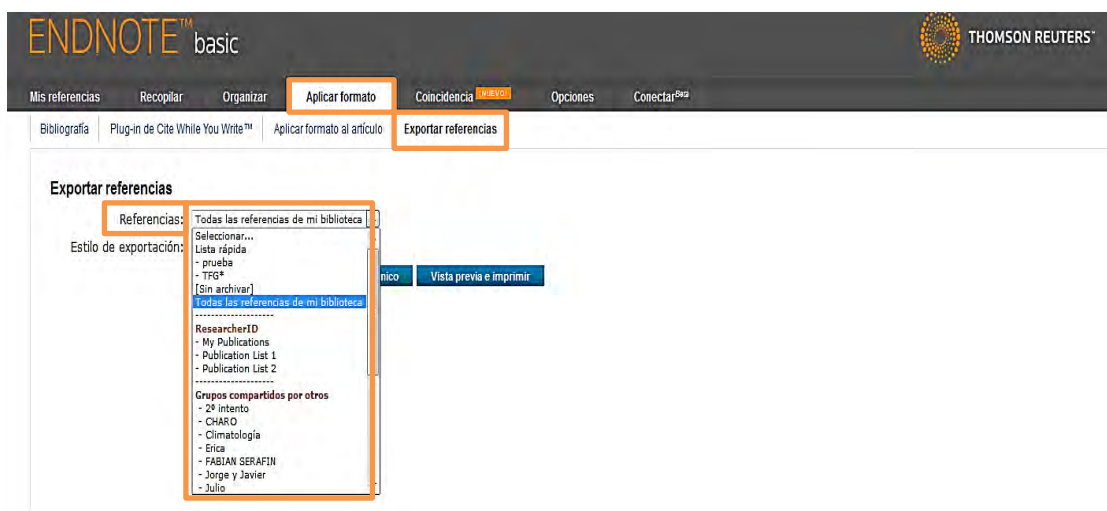 ENDNOTE™ basic
THOMSON REUTERS™
Mis referencias Recopilar Organizar Aplicar formato Coincidencia ¡NUEVO! Opciones Conectar Beta
Bibliografía Plug-in de Cite While You Write™ Aplicar formato al artículo Exportar referencias
Exportar referencias
Referencias: Todas las referencias de mi biblioteca
Seleccionar...
Estilo de exportación:
Lista rápida
- prueba
- TFG*
nico Vista previa e imprimir
[Sin archivar]
Todas las referencias de mi biblioteca
--------------------
ResearcherID
- My Publications
- Publication List 1
- Publication List 2
--------------------
Grupos compartidos por otros
- 2º intento
- CHARO
- Climatología
- Erica
- FABIAN SERAFIN
- Jorge y Javier
- Julio